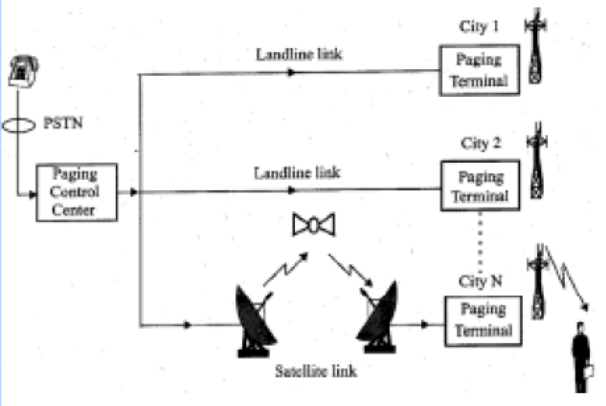 City 1
Landline link
Paging
Terminal
PSTN
City 2
Landline link
Paging
Control
Center
Paging
Terminal
City N
Paging
Terminal
Satellite link